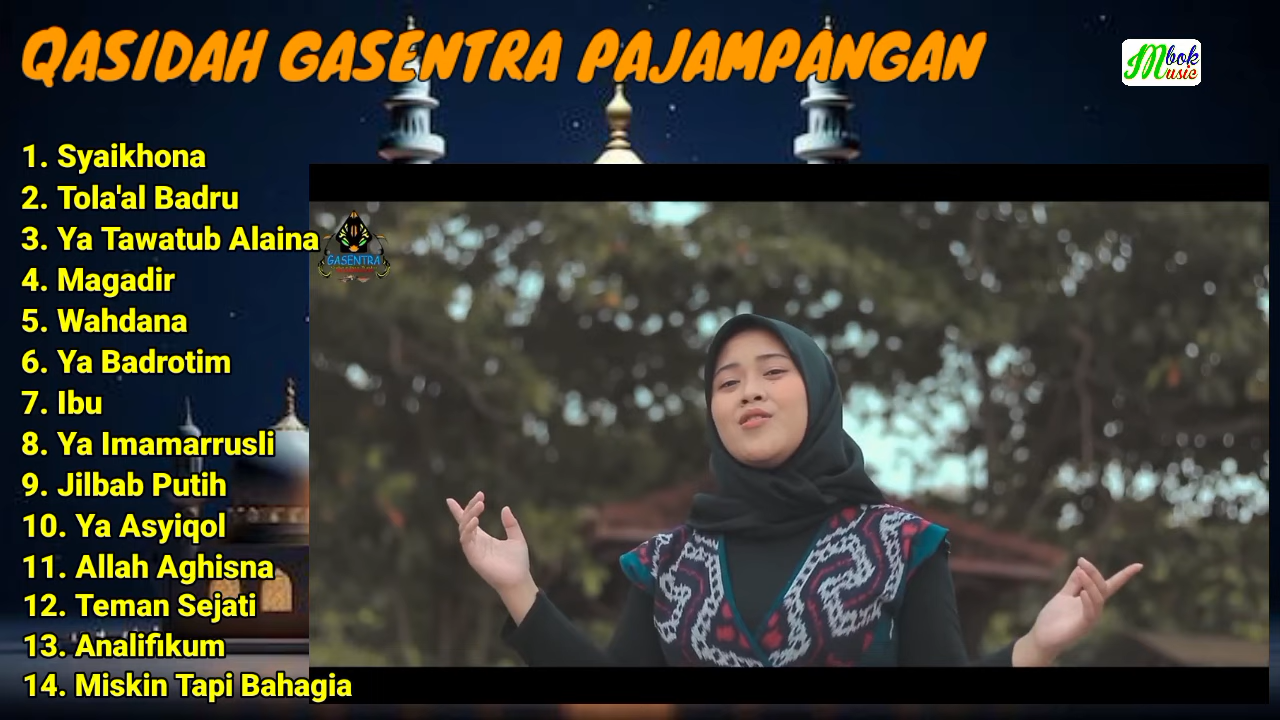 QASIDAH GASENTRA PAJAMPANGAN
Mbok
Music
1. Syaikhona
2. Tola'al Badru
3. Ya Tawatub Alaina
4. Magadir
5. Wahdana
6. Ya Badrotim
7. Ibu
8. Ya Imamarrusli
9. Jilbab Putih
10. Ya Asyiqol
11. Allah Aghisna
12. Teman Sejati
13. Analifikum
14. Miskin Tapi Bahagia
GASENTRA